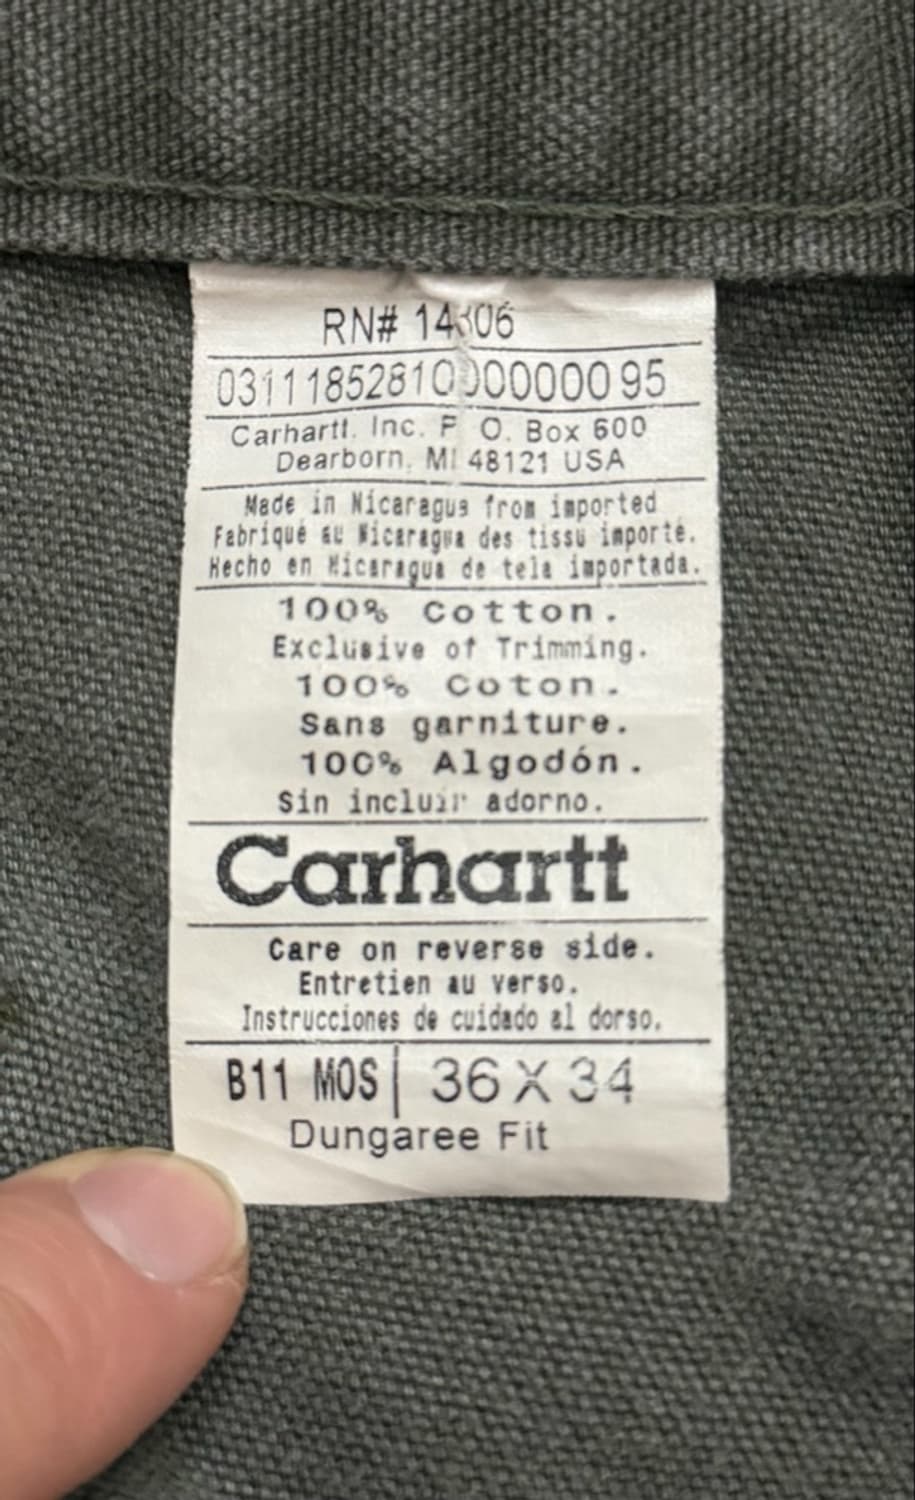 RN# 14806
0311185281000000095
Carhartt, Inc. P. O. Box 600
Dearborn, MI 48121 USA
Made in Nicaragua from imported
Fabriqué au Nicaragua des tissu importé.
Hecho en Nicaragua de tela importada.
100% Cotton.
Exclusive of Trimming.
100% Coton.
Sans garniture.
100% Algodón.
Sin incluir adorno.
Carhartt
Care on reverse side.
Entretien au verso.
Instrucciones de cuidado al dorso.
B11 MOS | 36 X 34
Dungaree Fit